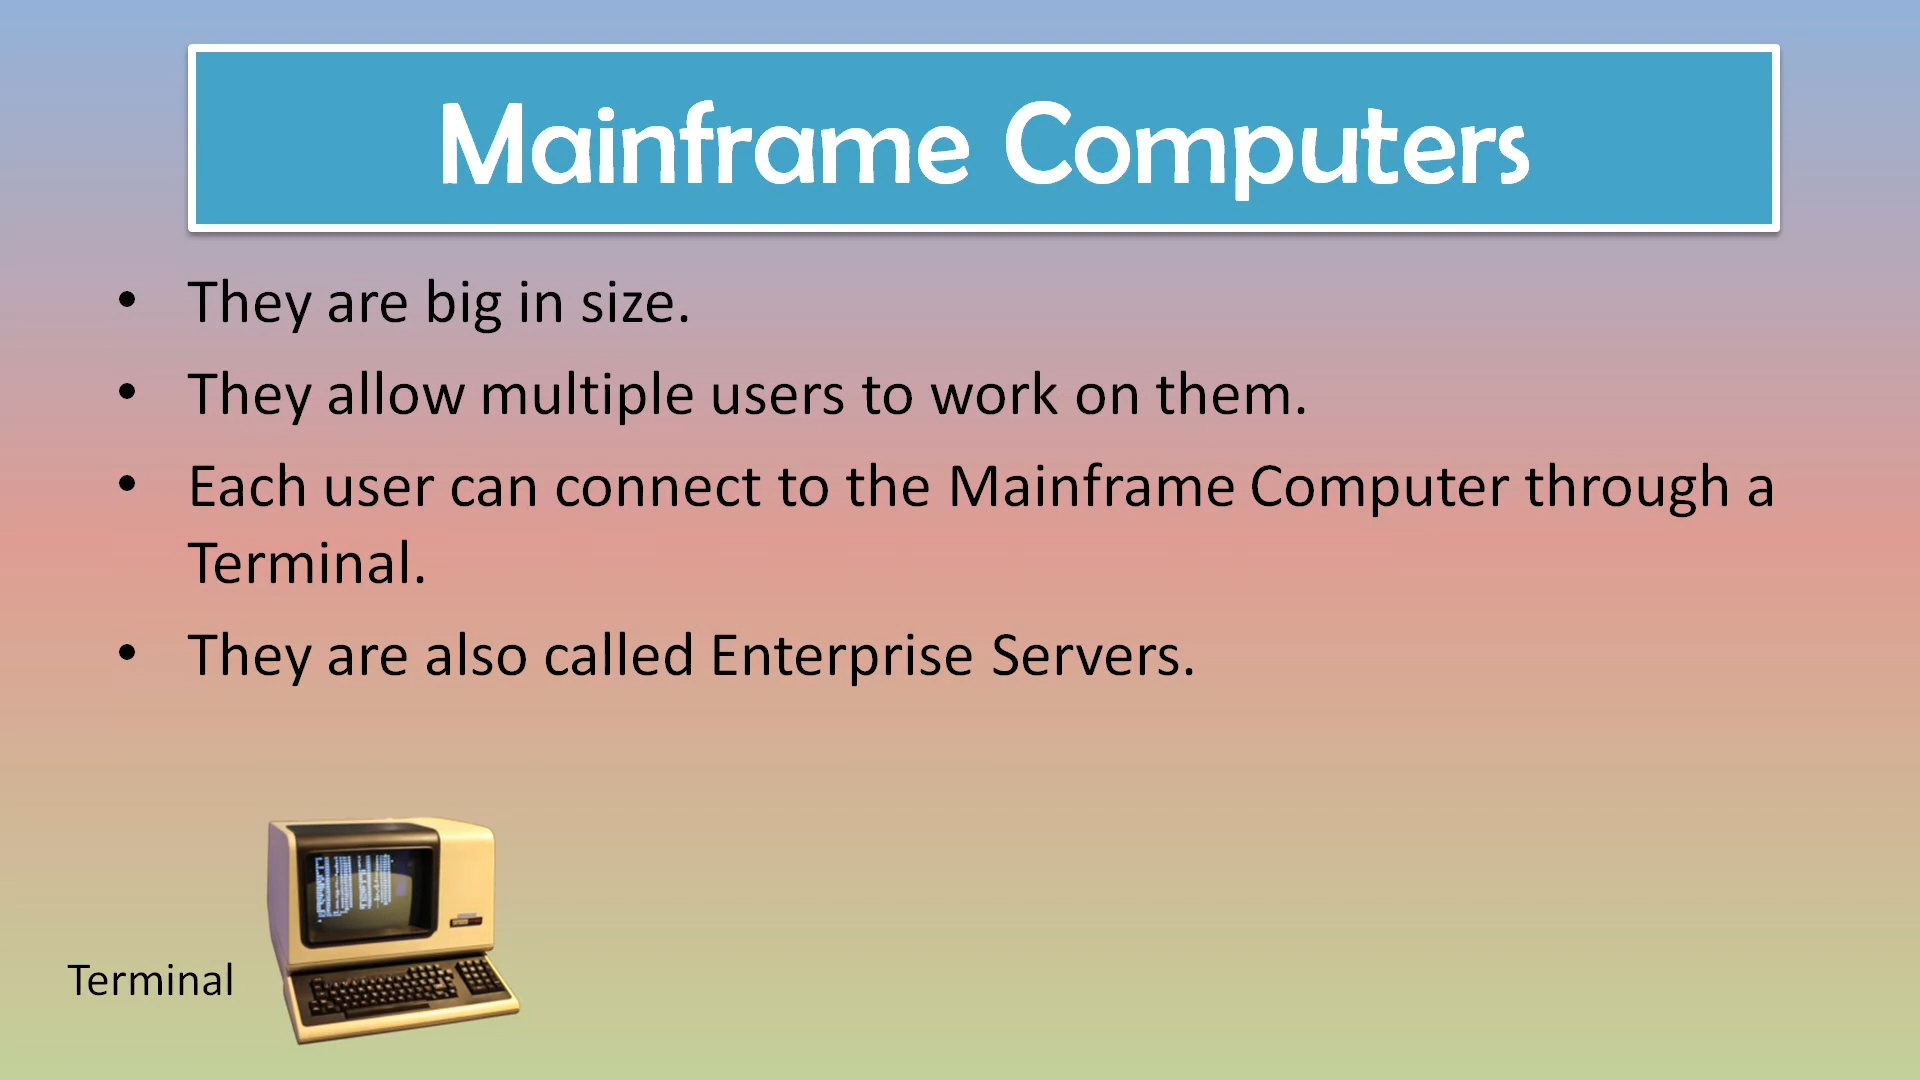 Mainframe Computers
• They are big in size.
• They allow multiple users to work on them.
• Each user can connect to the Mainframe Computer through a
Terminal.
• They are also called Enterprise Servers.
Terminal